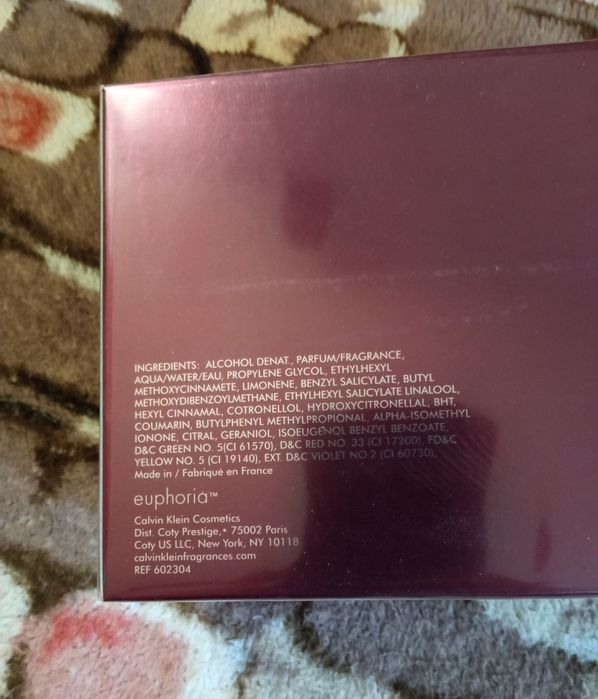 INGREDIENTS: ALCOHOL DENAT., PARFUM/FRAGRANCE,
AQUA/WATER/EAU, PROPYLENE GLYCOL, ETHYLHEXYL
METHOXYCINNAMETE, LIMONENE, BENZYL SALICYLATE, BUTYL
METHOXYDIBENZOYLMETHANE, ETHYLHEXYL SALICYLATE LINALOOL,
HEXYL CINNAMAL, COTRONELLOL, HYDROXYCITRONELLAL, BHT,
COUMARIN, BUTYLPHENYL METHYLPROPIONAL, ALPHA-ISOMETHYL
IONONE, CITRAL, GERANIOL, ISOEUGENOL BENZYL BENZOATE,
D&C GREEN NO. 5(CI 61570), D&C RED NO. 33 (CI 17200), FD&C
YELLOW NO. 5 (CI 19140), EXT. D&C VIOLET NO.2 (CI 60730),
Made in / Fabriqué en France
euphoria™
Calvin Klein Cosmetics
Dist. Coty Prestige,• 75002 Paris
Coty US LLC, New York, NY 10118
calvinkleinfragrances.com
REF 602304